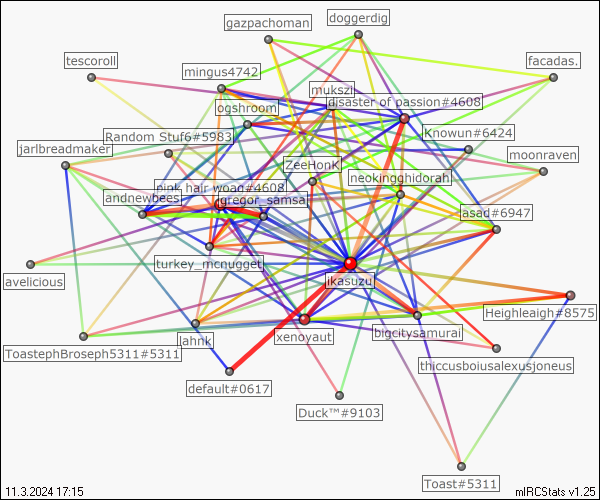 doggerdig
gazpachoman
tescoroll
facadas.
mingus4742
mukszi
disaster of passion#4608
ogshroom
Random Stuf6#5983
Knowun#6424
jarlbreadmaker
moonraven
ZeeHonK
neokingghidorah
pink hair woad#4608
andnewbees
gregor_samsa
asad#6947
turkey_mcnugget
avelicious
ikasuzu
Heighleaigh#8575
lahnk
xenoyaut
bigcitysamurai
ToastephBroseph5311#5311
thiccusboiusalexusjoneus
default#0617
Duck™#9103
Toast#5311
11.3.2024 17:15
mIRCStats v1.25